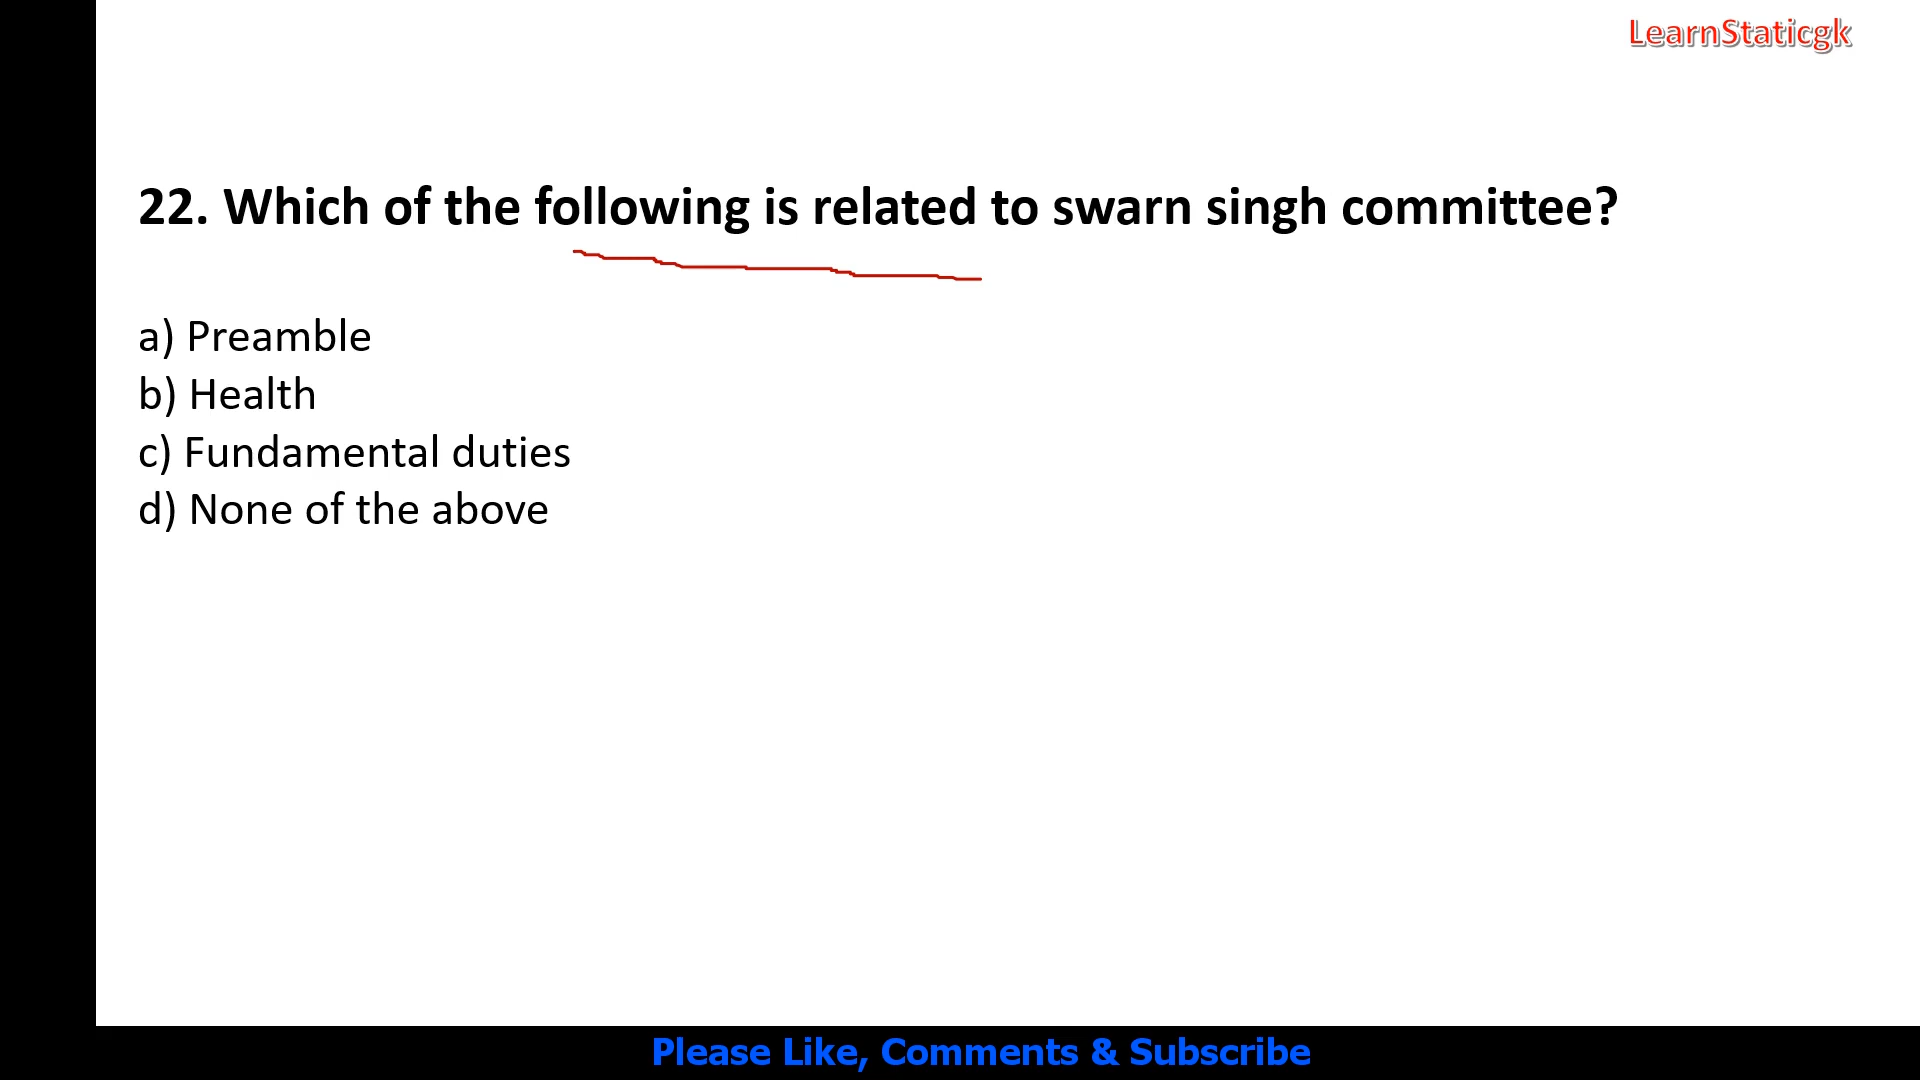 LearnStaticgk
22. Which of the following is related to swarn singh committee?
a) Preamble
b) Health
c) Fundamental duties
d) None of the above
Please Like, Comments & Subscribe